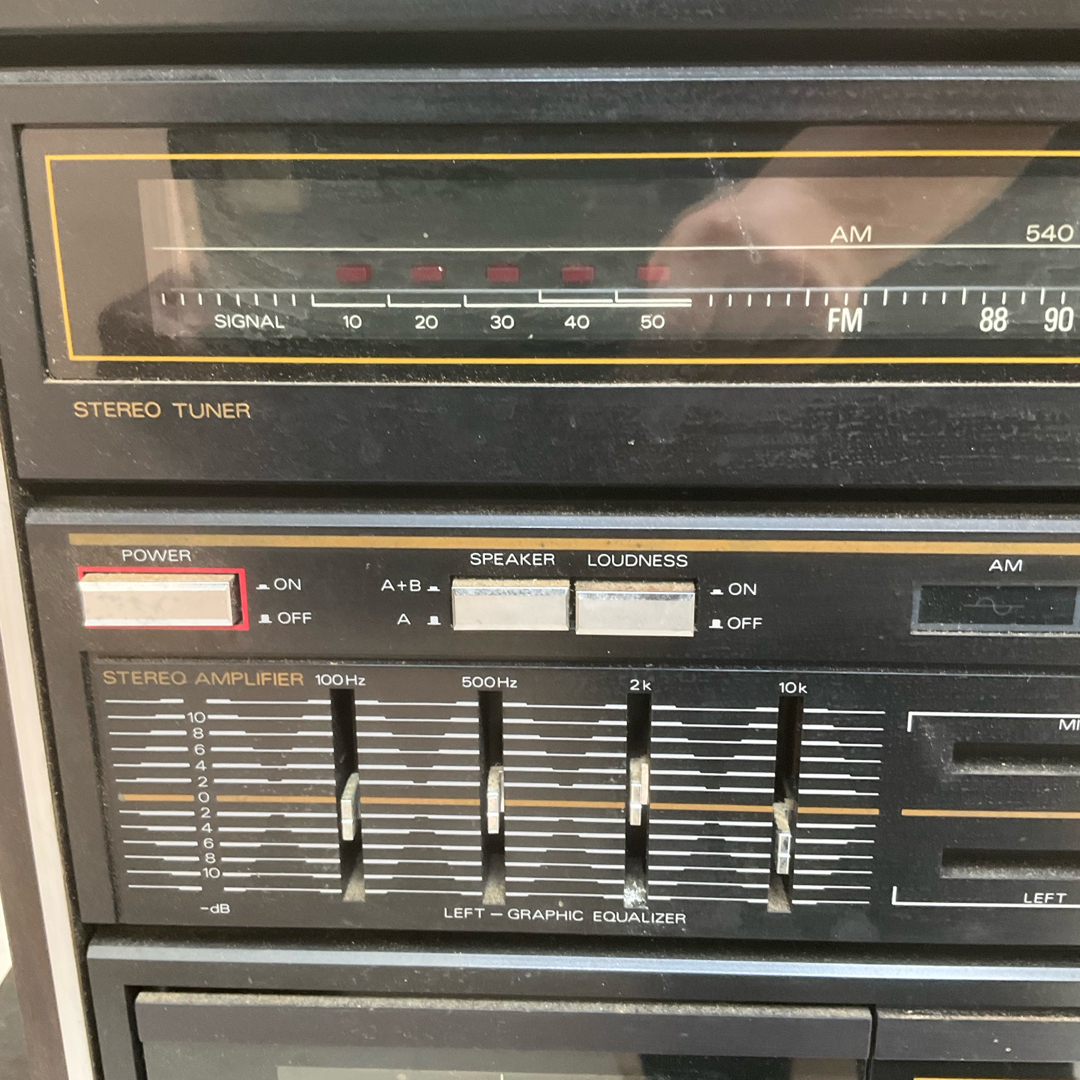 AM 540
SIGNAL 10 20 30 40 50 FM 88 90
STEREO TUNER
POWER SPEAKER LOUDNESS AM
ON A+B ON
OFF A OFF
STEREO AMPLIFIER 100Hz 500Hz 2k 10k
10
8
6
4
2
0
2
4
6
8
10
-dB
LEFT – GRAPHIC EQUALIZER
LEFT